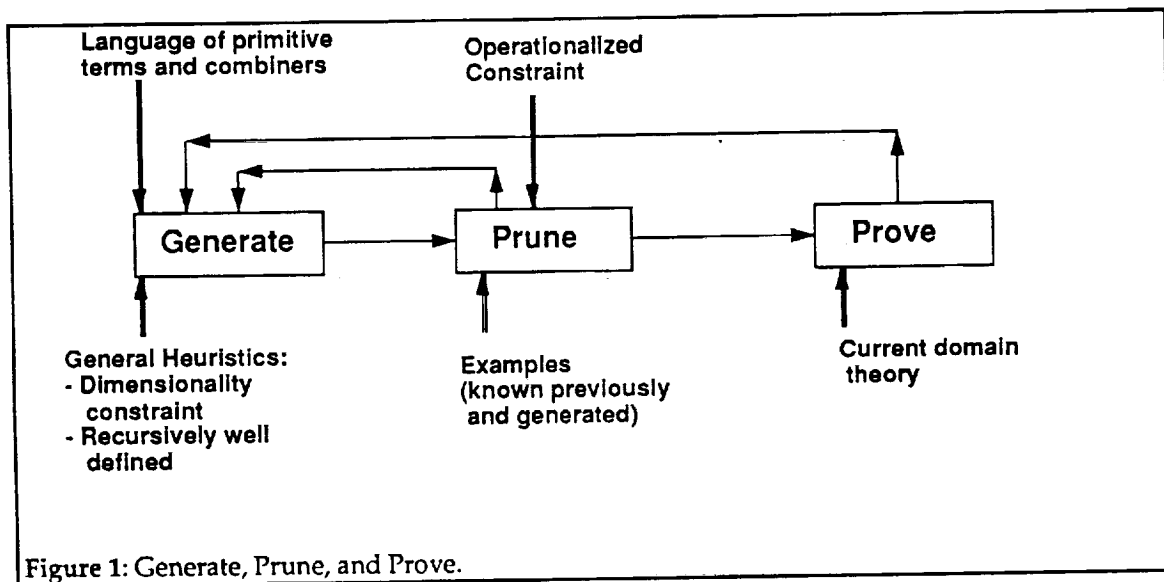 Language of primitive
terms and combiners
Operationalized
Constraint
Generate
Prune
Prove
General Heuristics:
- Dimensionality
constraint
- Recursively well
defined
Examples
(known previously
and generated)
Current domain
theory
Figure 1: Generate, Prune, and Prove.